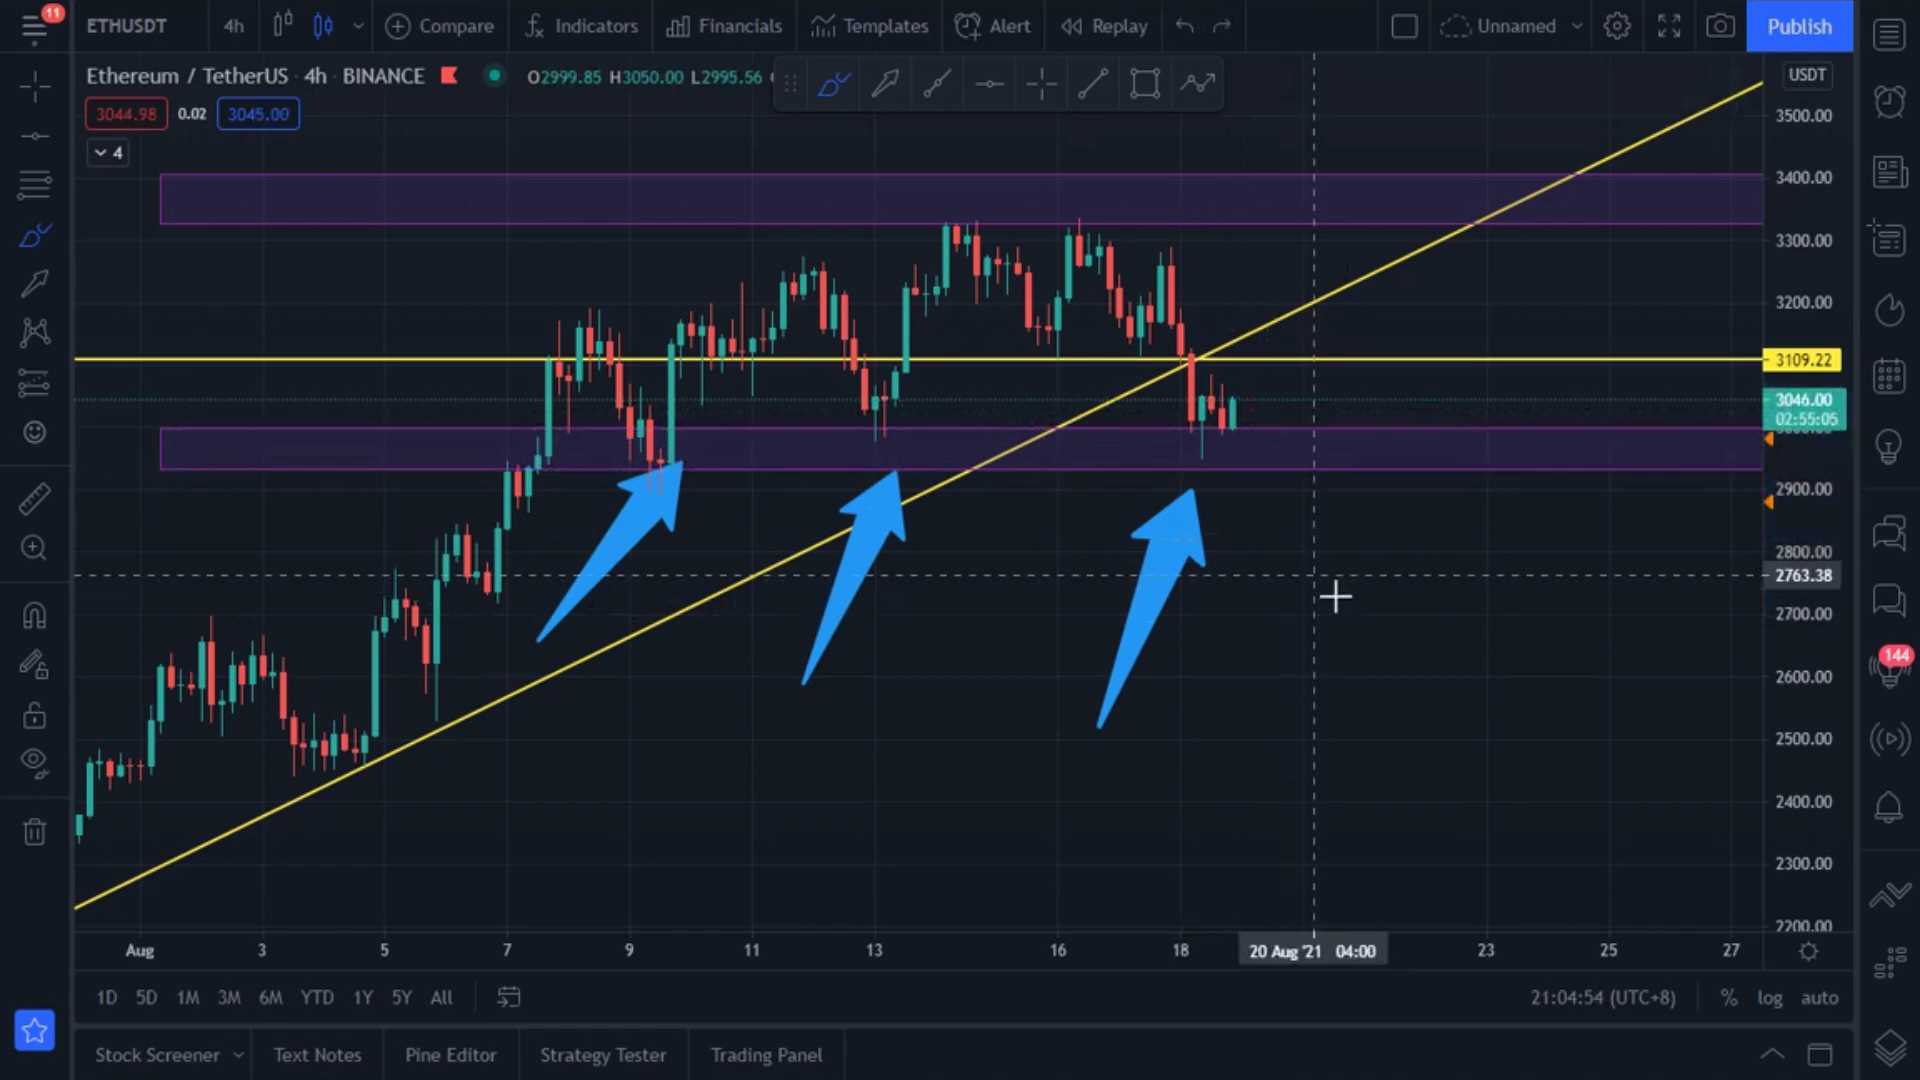 11
ETHUSDT
4h
Compare
Indicators
Financials
Templates
Alert
Replay
Unnamed
Publish
Ethereum / TetherUS · 4h · BINANCE
O2999.85 H3050.00 L2995.56
USDT
3044.98
0.02
3045.00
4
3500.00
3400.00
3300.00
3200.00
3109.22
3046.00
02:55:05
2900.00
2800.00
2763.38
2700.00
2600.00
2500.00
2400.00
2300.00
2200.00
144
Aug
3
5
7
9
11
13
16
18
20 Aug '21 04:00
23
25
27
1D
5D
1M
3M
6M
YTD
1Y
5Y
All
21:04:54 (UTC+8)
%
log
auto
Stock Screener
Text Notes
Pine Editor
Strategy Tester
Trading Panel